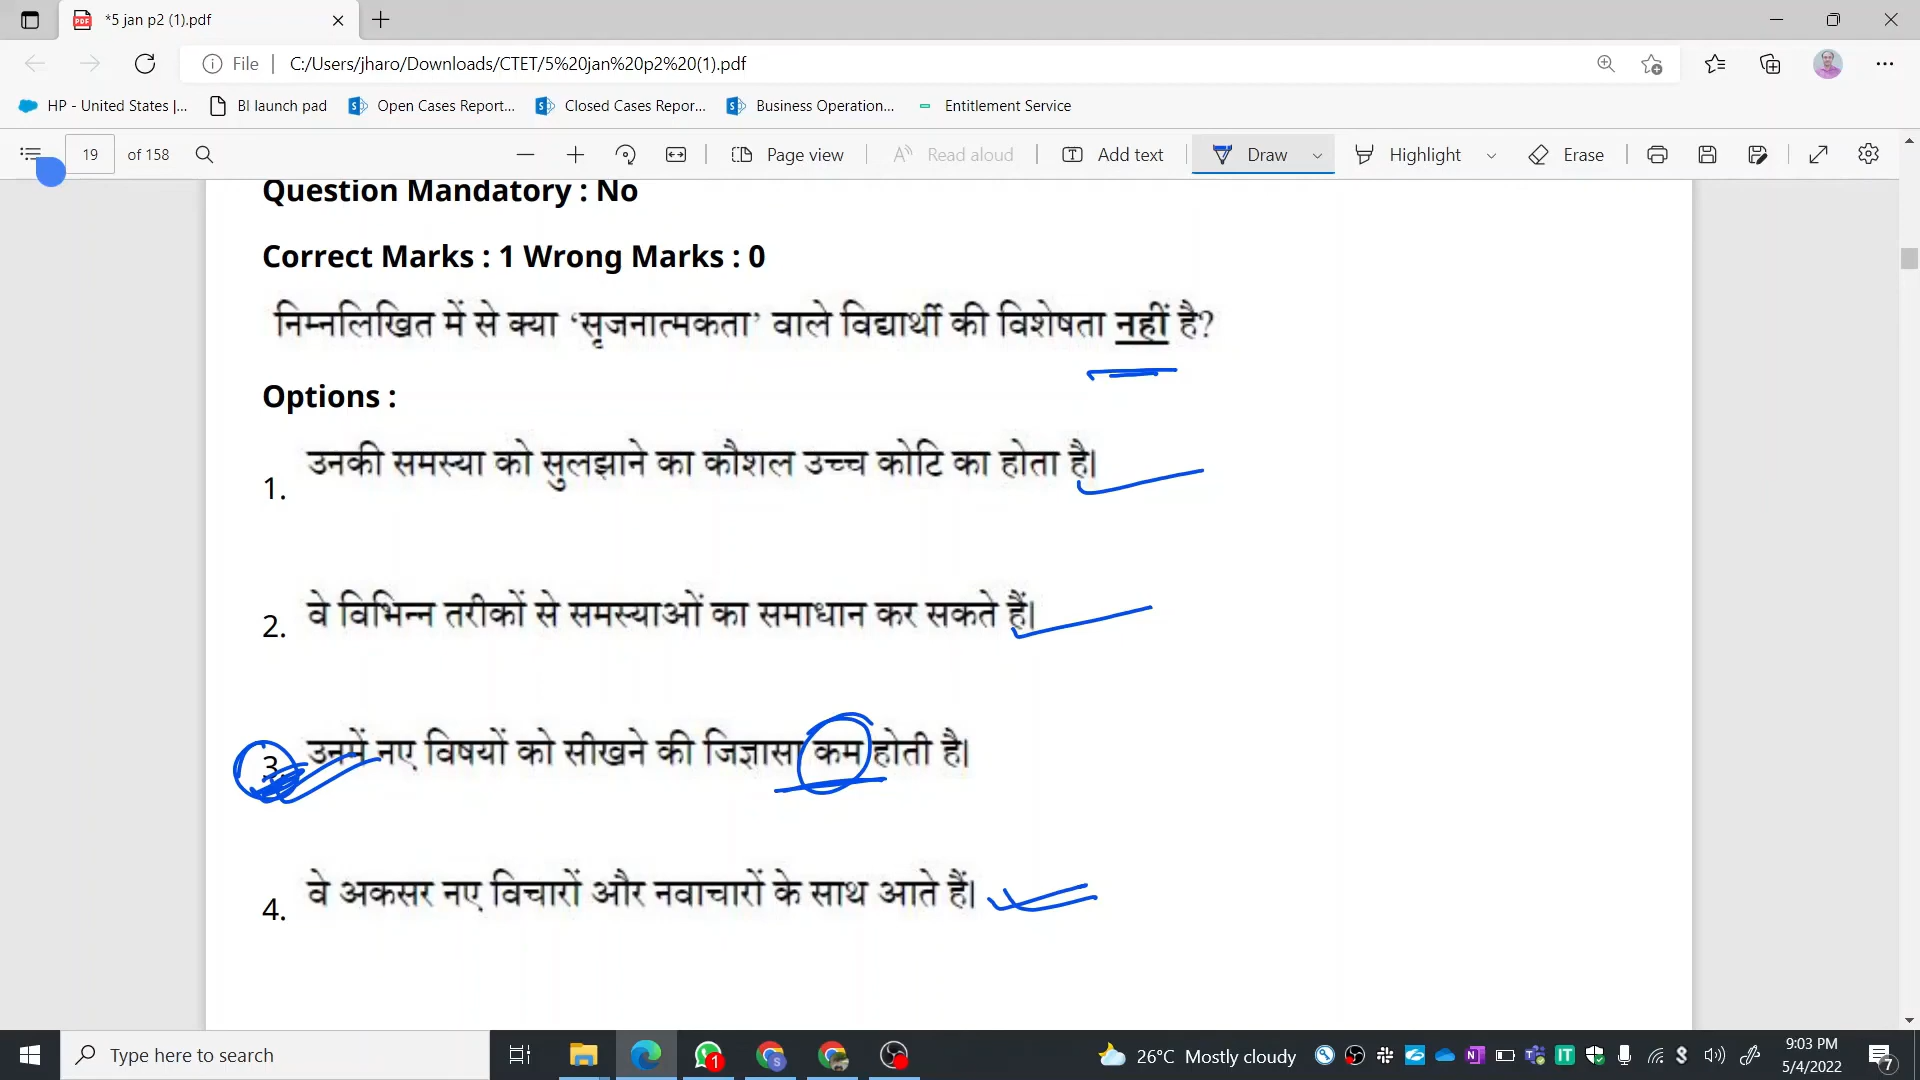 *5 jan p2 (1).pdf
File | C:/Users/jharo/Downloads/CTET/5%20jan%20p2%20(1).pdf
HP - United States |... BI launch pad Open Cases Report... Closed Cases Repor... Business Operation... Entitlement Service
19 of 158 Page view Read aloud Add text Draw Highlight Erase
Question Mandatory : No
Correct Marks : 1 Wrong Marks : 0
निम्नलिखित में से क्या ‘सृजनात्मकता’ वाले विद्यार्थी की विशेषता नहीं है?
Options :
1. उनकी समस्या को सुलझाने का कौशल उच्च कोटि का होता है।
2. वे विभिन्न तरीकों से समस्याओं का समाधान कर सकते हैं।
3. उनमें नए विषयों को सीखने की जिज्ञासा कम होती है।
4. वे अकसर नए विचारों और नवाचारों के साथ आते हैं।
Type here to search 1 26°C Mostly cloudy 9:03 PM
5/4/2022 7